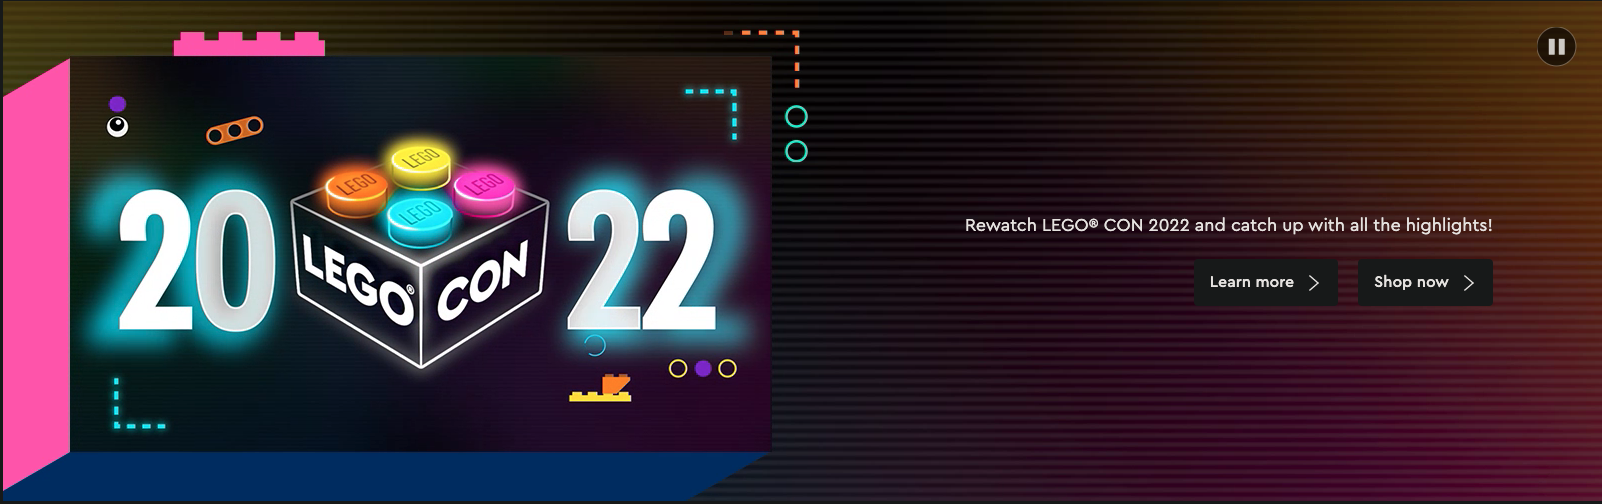 LEGO
LEGO
LEGO
LEGO
20 LEGO® CON 22
Rewatch LEGO® CON 2022 and catch up with all the highlights!
Learn more
Shop now